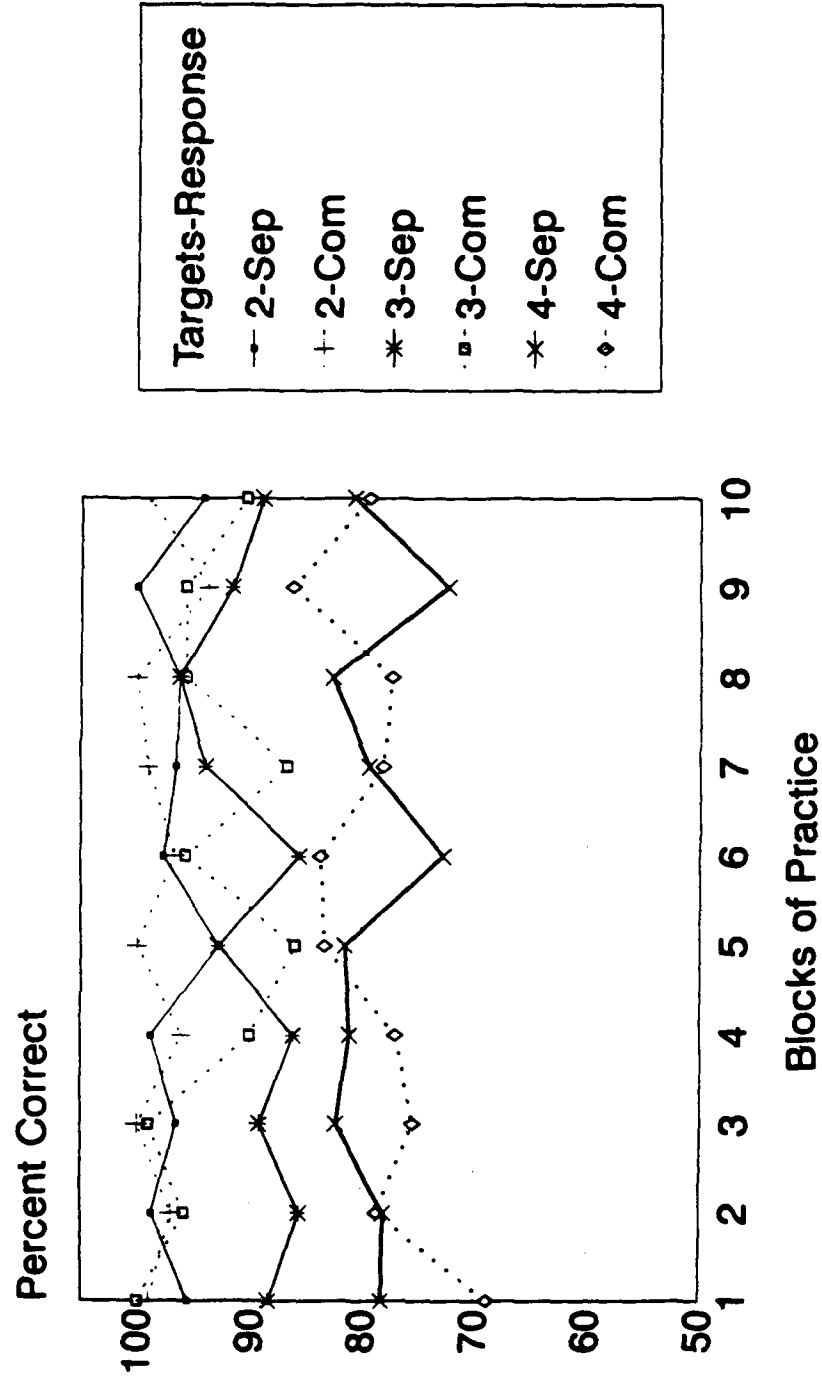 Percent Correct
100
90
80
70
60
50
1 2 3 4 5 6 7 8 9 10
Blocks of Practice
Targets-Response
2-Sep
2-Com
3-Sep
3-Com
4-Sep
4-Com